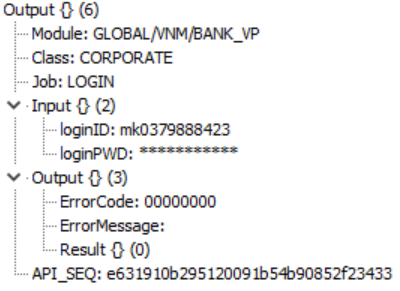 Output {} (6)
Module: GLOBAL/VNM/BANK_VP
Class: CORPORATE
Job: LOGIN
Input {} (2)
loginID: mk0379888423
loginPWD: ***********
Output {} (3)
ErrorCode: 00000000
ErrorMessage:
Result {} (0)
API_SEQ: e631910b295120091b54b90852f23433